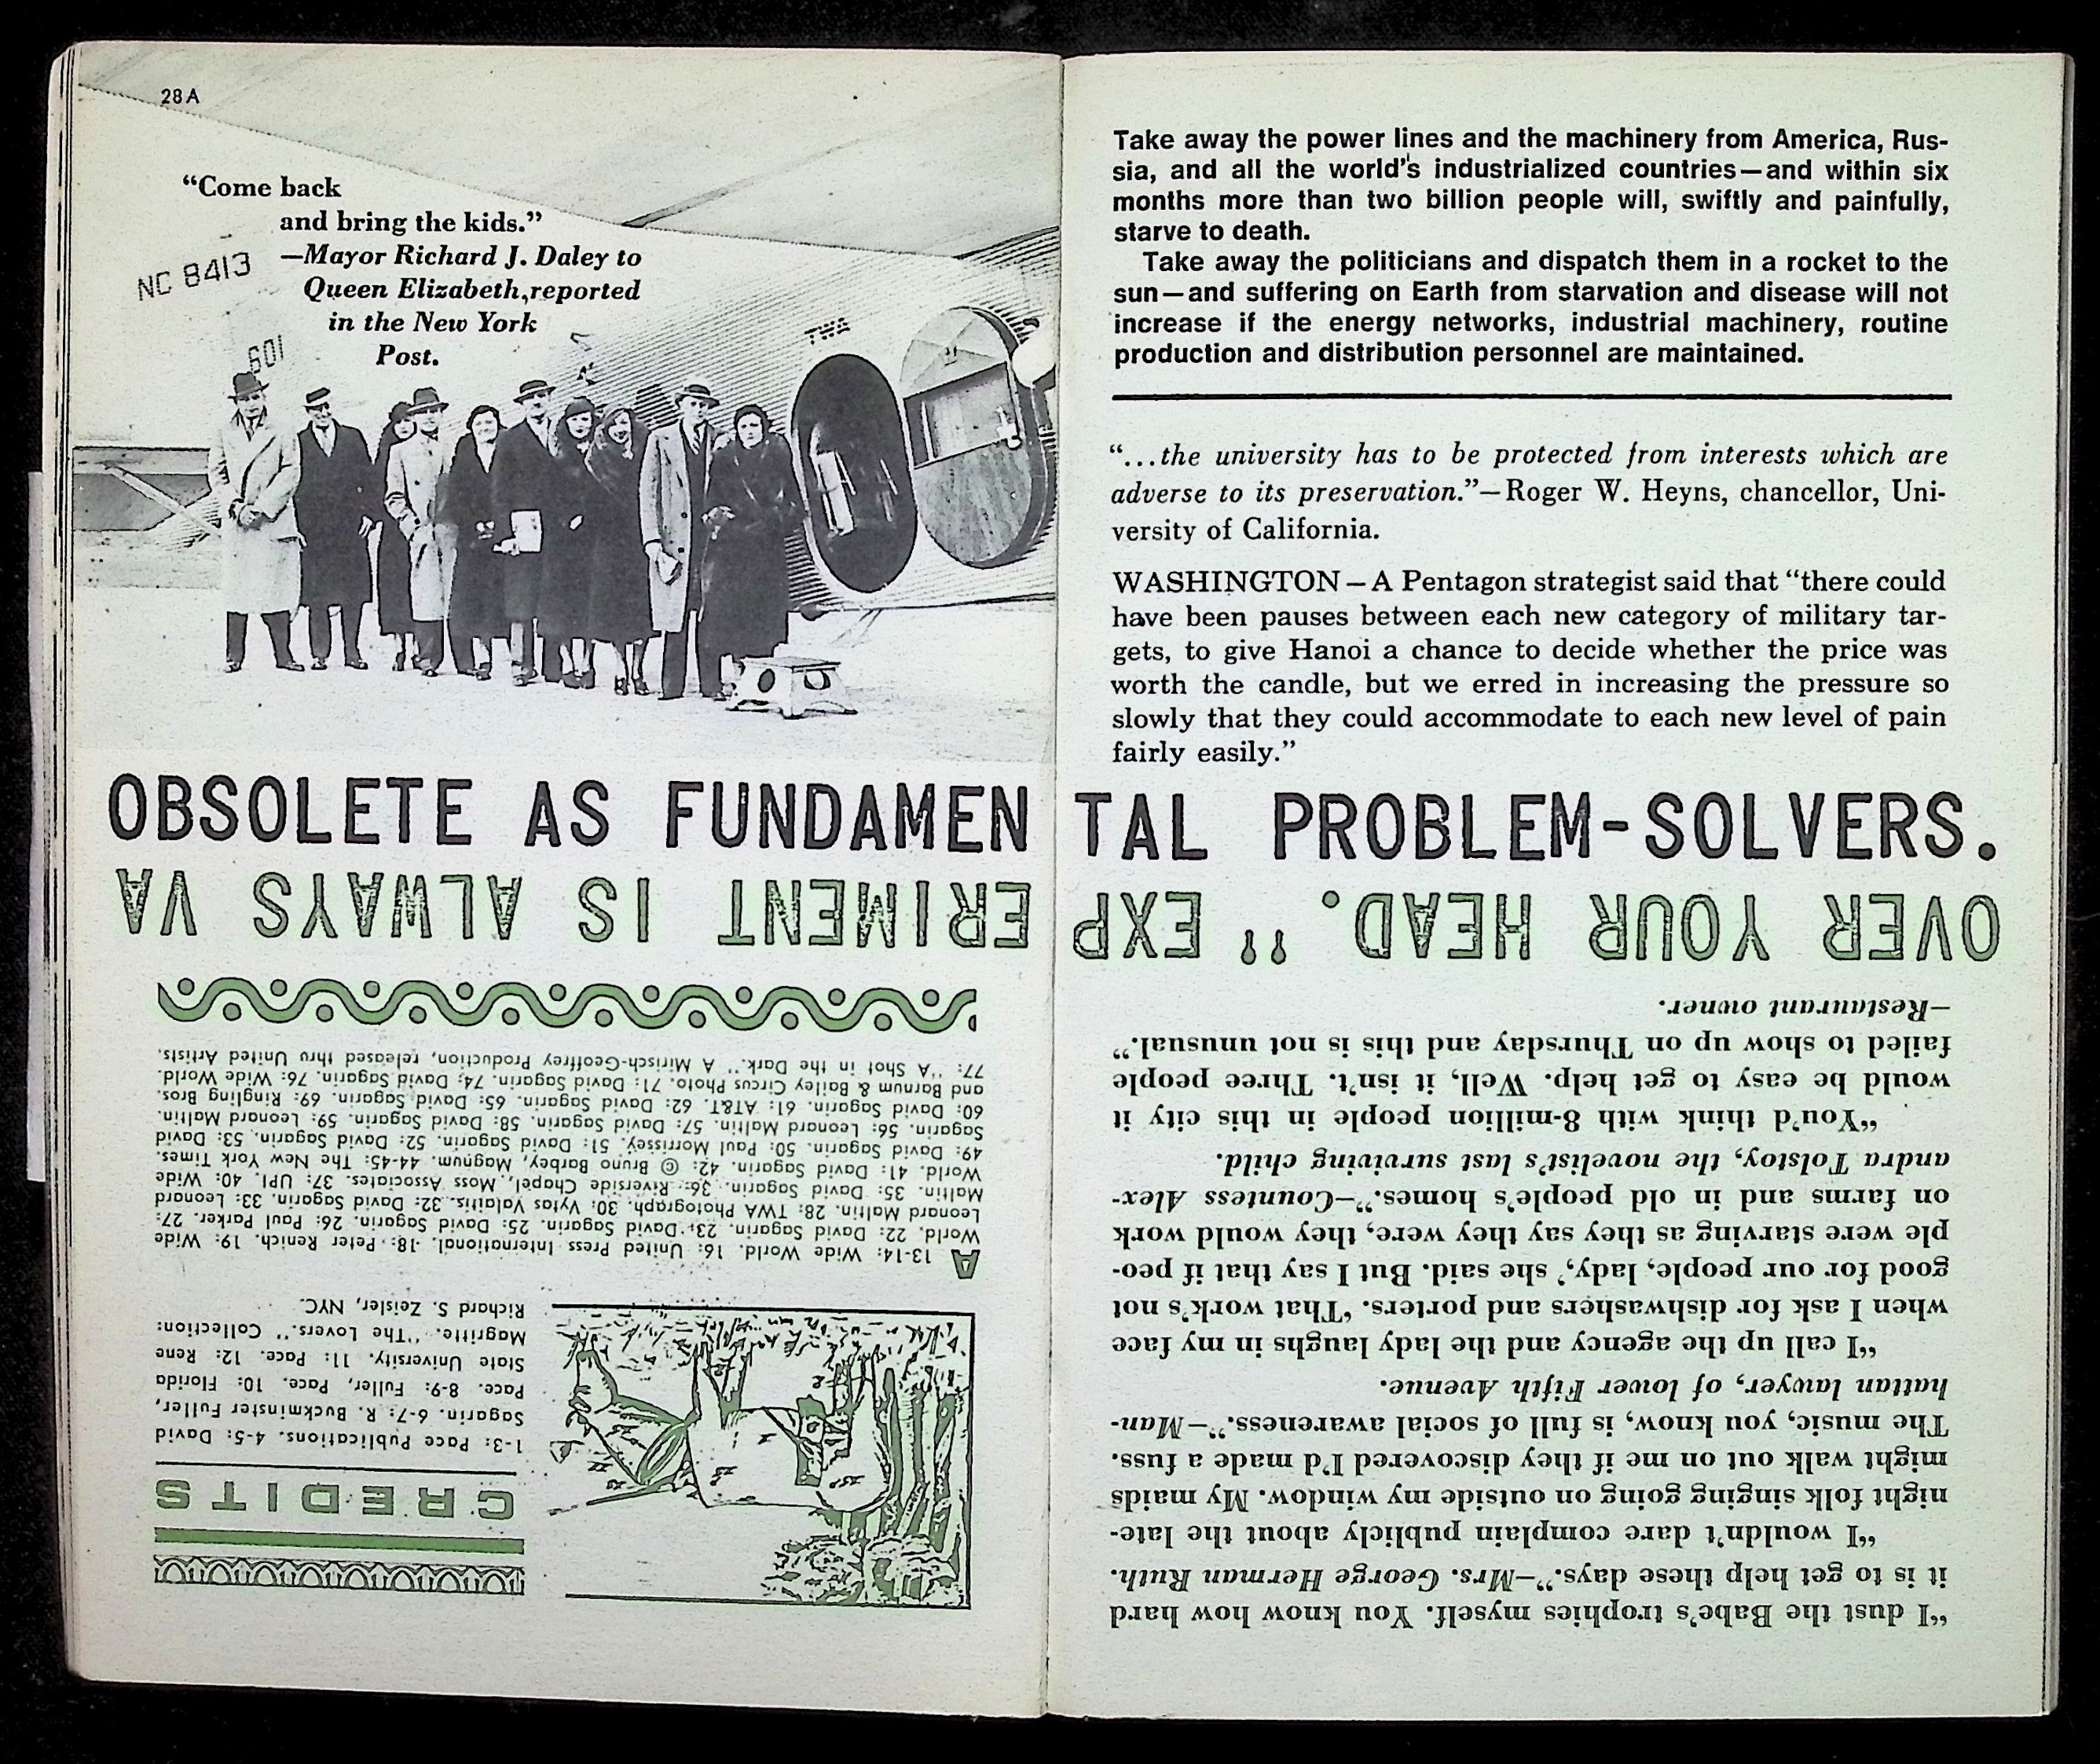 28A
"Come back
and bring the kids."
—Mayor Richard J. Daley to
Queen Elizabeth, reported
in the New York
Post.
NC 8413
601
TWA
Take away the power lines and the machinery from America, Rus-
sia, and all the world's industrialized countries—and within six
months more than two billion people will, swiftly and painfully,
starve to death.
Take away the politicians and dispatch them in a rocket to the
sun—and suffering on Earth from starvation and disease will not
increase if the energy networks, industrial machinery, routine
production and distribution personnel are maintained.
"...the university has to be protected from interests which are
adverse to its preservation."—Roger W. Heyns, chancellor, Uni-
versity of California.
WASHINGTON—A Pentagon strategist said that "there could
have been pauses between each new category of military tar-
gets, to give Hanoi a chance to decide whether the price was
worth the candle, but we erred in increasing the pressure so
slowly that they could accommodate to each new level of pain
fairly easily."
OBSOLETE AS FUNDAMEN TAL PROBLEM-SOLVERS.
"I dust the Babe's trophies myself. You know how hard
it is to get help these days."—Mrs. George Herman Ruth.
"I wouldn't dare complain publicly about the late-
night folk singing going on outside my window. My maids
might walk out on me if they discovered I'd made a fuss.
The music, you know, is full of social awareness."—Man-
hattan lawyer, of lower Fifth Avenue.
"I call up the agency and the lady laughs in my face
when I ask for dishwashers and porters. 'That work's not
good for our people, lady,' she said. But I say that if peo-
ple were starving as they say they were, they would work
on farms and in old people's homes."—Countess Alex-
andra Tolstoy, the novelist's last surviving child.
"You'd think with 8-million people in this city it
would be easy to get help. Well, it isn't. Three people
failed to show up on Thursday and this is not unusual."
—Restaurant owner.
CREDITS
1-3: Pace Publications. 4-5: David
Sagarin. 6-7: R. Buckminster Fuller,
Pace. 8-9: Fuller, Pace. 10: Florida
State University. 11: Pace. 12: Rene
Magritte. "The Lovers." Collection:
Richard S. Zeisler, NYC.
A 13-14: Wide World. 16: United Press International. 18: Peter Renich. 19: Wide
World. 22: David Sagarin. 23: David Sagarin. 25: David Sagarin. 26: Paul Parker. 27:
Leonard Maltin. 28: TWA Photograph. 30: Vytas Valaitis. 32: David Sagarin. 33: Leonard
Maltin. 35: David Sagarin. 36: Riverside Chapel, Moss Associates. 37: UPI. 40: Wide
World. 41: David Sagarin. 42: © Bruno Barbey, Magnum. 44-45: The New York Times.
49: David Sagarin. 50: Paul Morrissey. 51: David Sagarin. 52: David Sagarin. 53: David
Sagarin. 56: Leonard Maltin. 57: David Sagarin. 58: David Sagarin. 59: Leonard Maltin.
60: David Sagarin. 61: AT&T. 62: David Sagarin. 65: David Sagarin. 69: Ringling Bros.
and Barnum & Bailey Circus Photo. 71: David Sagarin. 74: David Sagarin. 76: Wide World.
77: "A Shot in the Dark." A Mirisch-Geoffrey Production, released thru United Artists.
OVER YOUR HEAD." EXP ERIMENT IS ALWAYS VA